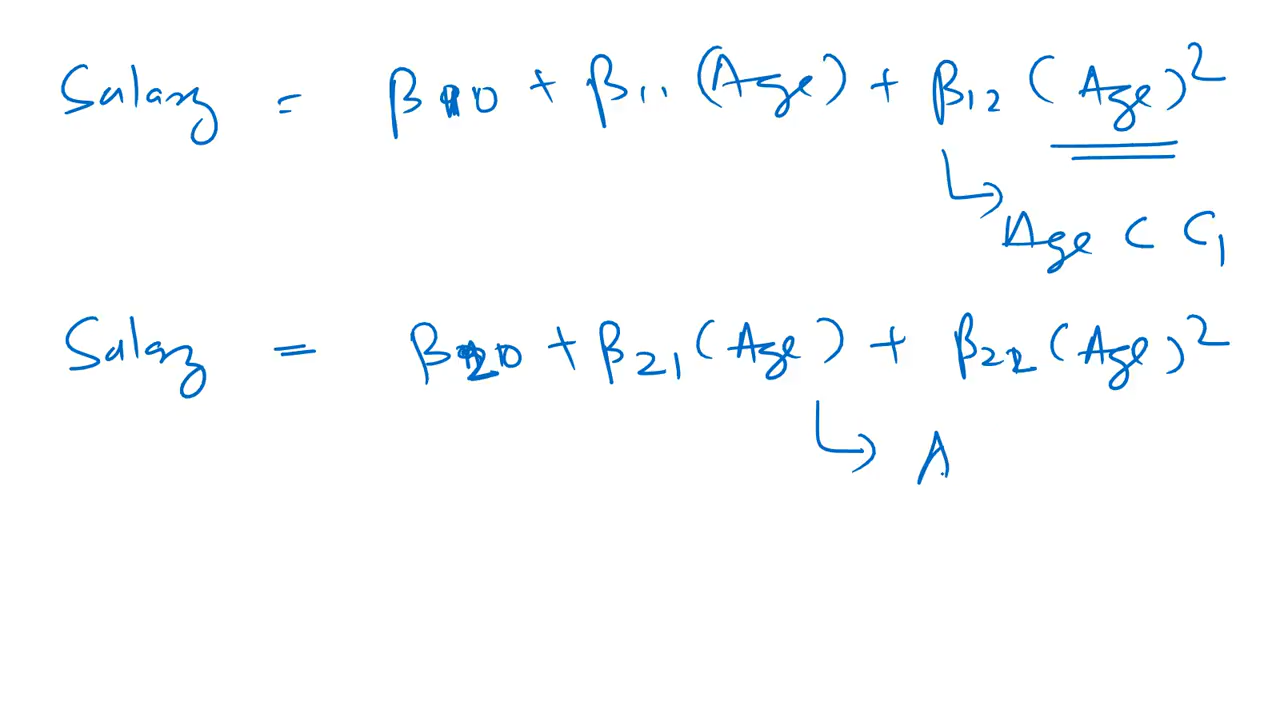 Salary = β10 + β11 (Age) + β12 (Age)²
Age < C1
Salary = β20 + β21 (Age) + β22 (Age)²
A